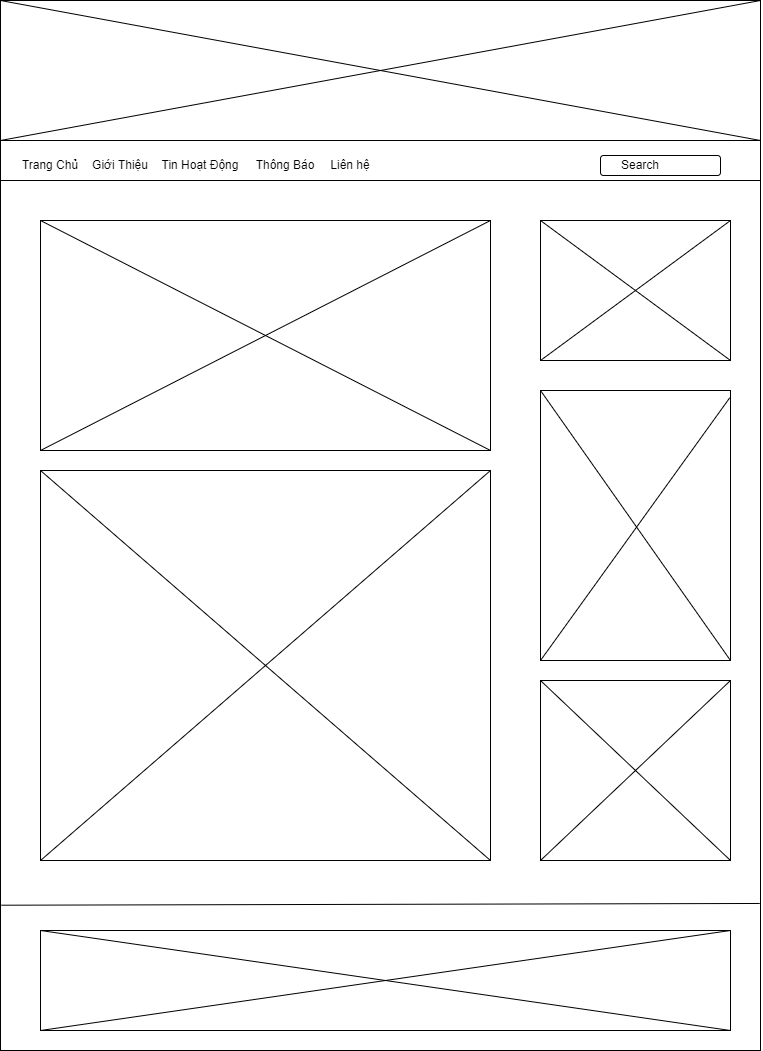 Trang Chủ Giới Thiệu Tin Hoạt Động Thông Báo Liên hệ Search